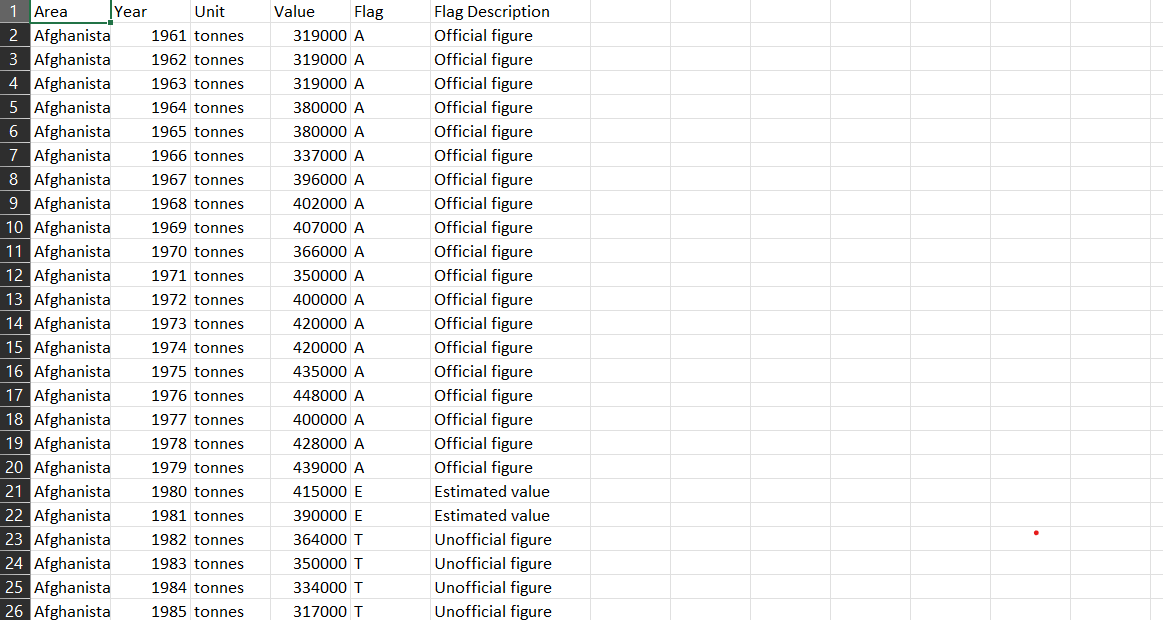 1 Area Year Unit Value Flag Flag Description
2 Afghanista 1961 tonnes 319000 A Official figure
3 Afghanista 1962 tonnes 319000 A Official figure
4 Afghanista 1963 tonnes 319000 A Official figure
5 Afghanista 1964 tonnes 380000 A Official figure
6 Afghanista 1965 tonnes 380000 A Official figure
7 Afghanista 1966 tonnes 337000 A Official figure
8 Afghanista 1967 tonnes 396000 A Official figure
9 Afghanista 1968 tonnes 402000 A Official figure
10 Afghanista 1969 tonnes 407000 A Official figure
11 Afghanista 1970 tonnes 366000 A Official figure
12 Afghanista 1971 tonnes 350000 A Official figure
13 Afghanista 1972 tonnes 400000 A Official figure
14 Afghanista 1973 tonnes 420000 A Official figure
15 Afghanista 1974 tonnes 420000 A Official figure
16 Afghanista 1975 tonnes 435000 A Official figure
17 Afghanista 1976 tonnes 448000 A Official figure
18 Afghanista 1977 tonnes 400000 A Official figure
19 Afghanista 1978 tonnes 428000 A Official figure
20 Afghanista 1979 tonnes 439000 A Official figure
21 Afghanista 1980 tonnes 415000 E Estimated value
22 Afghanista 1981 tonnes 390000 E Estimated value
23 Afghanista 1982 tonnes 364000 T Unofficial figure
24 Afghanista 1983 tonnes 350000 T Unofficial figure
25 Afghanista 1984 tonnes 334000 T Unofficial figure
26 Afghanista 1985 tonnes 317000 T Unofficial figure